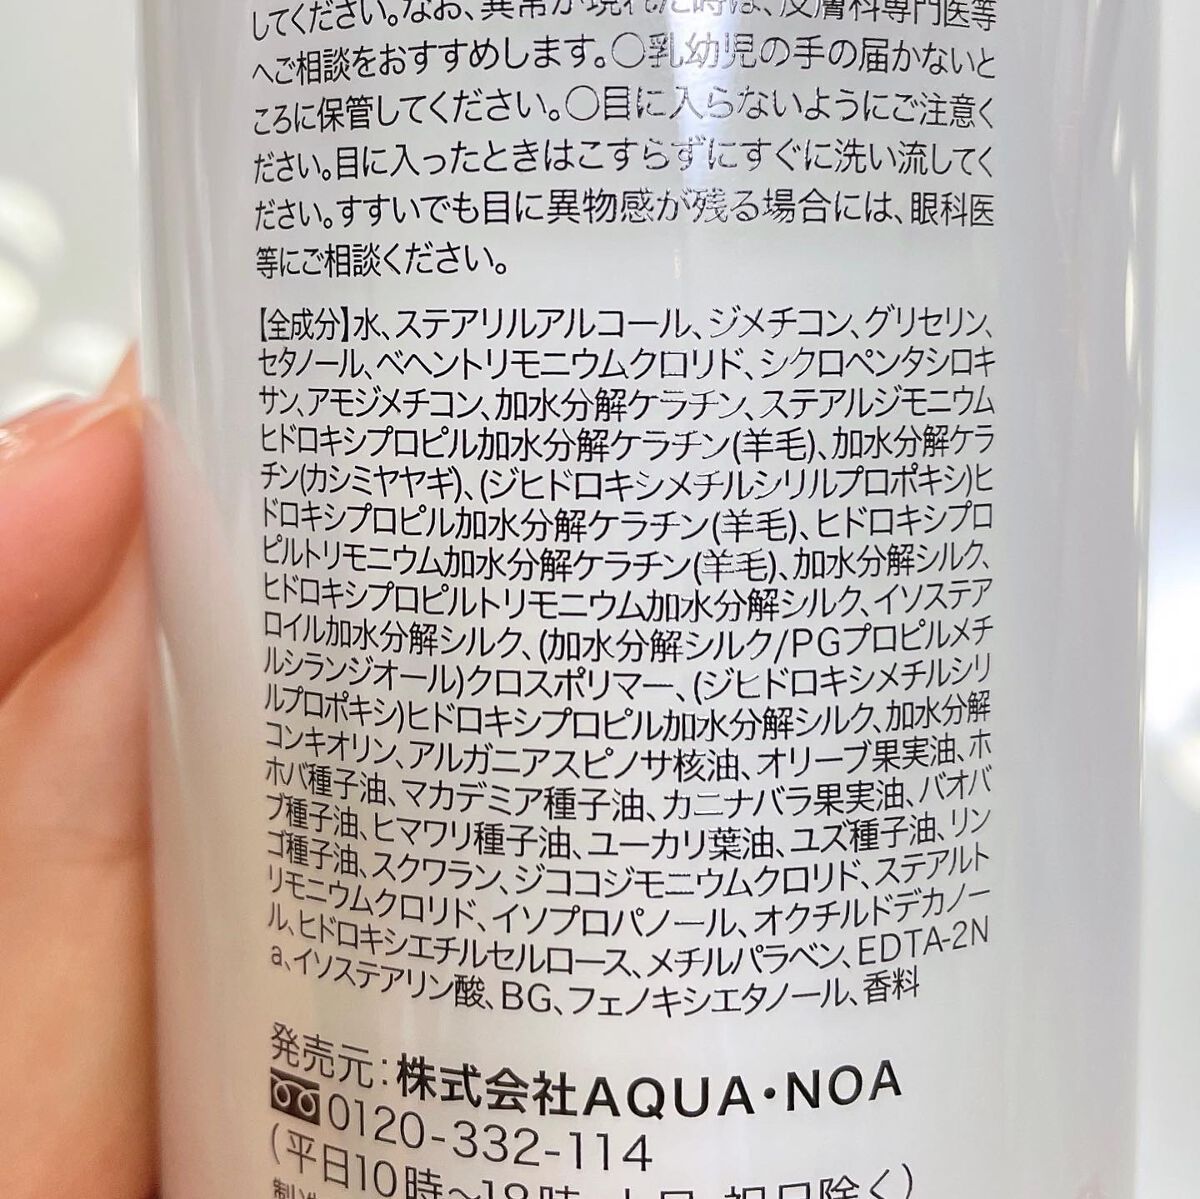 してください。なお、異常が現れた時は、皮膚科専門医等
へご相談をおすすめします。〇乳幼児の手の届かないと
ころに保管してください。〇目に入らないようにご注意く
ださい。目に入ったときはこすらずにすぐに洗い流してく
ださい。すすいでも目に異物感が残る場合には、眼科医
等にご相談ください。
【全成分】水、ステアリルアルコール、ジメチコン、グリセリン、
セタノール、ベヘントリモニウムクロリド、シクロペンタシロキ
サン、アモジメチコン、加水分解ケラチン、ステアルジモニウム
ヒドロキシプロピル加水分解ケラチン(羊毛)、加水分解ケラ
チン(カシミヤヤギ)、(ジヒドロキシメチルシリルプロポキシ)ヒ
ドロキシプロピル加水分解ケラチン(羊毛)、ヒドロキシプロ
ピルトリモニウム加水分解ケラチン(羊毛)、加水分解シルク、
ヒドロキシプロピルトリモニウム加水分解シルク、イソステア
ロイル加水分解シルク、(加水分解シルク/PGプロピルメチ
ルシランジオール)クロスポリマー、(ジヒドロキシメチルシリ
ルプロポキシ)ヒドロキシプロピル加水分解シルク、加水分解
コンキオリン、アルガニアスピノサ核油、オリーブ果実油、ホ
ホバ種子油、マカデミア種子油、カニナバラ果実油、バオバ
ブ種子油、ヒマワリ種子油、ユーカリ葉油、ユズ種子油、リン
ゴ種子油、スクワラン、ジココジモニウムクロリド、ステアルト
リモニウムクロリド、イソプロパノール、オクチルドデカノー
ル、ヒドロキシエチルセルロース、メチルパラベン、EDTA-2N
a、イソステアリン酸、BG、フェノキシエタノール、香料
発売元:株式会社AQUA・NOA
0120-332-114
(平日10時〜18時 土日、祝日除く)
製造